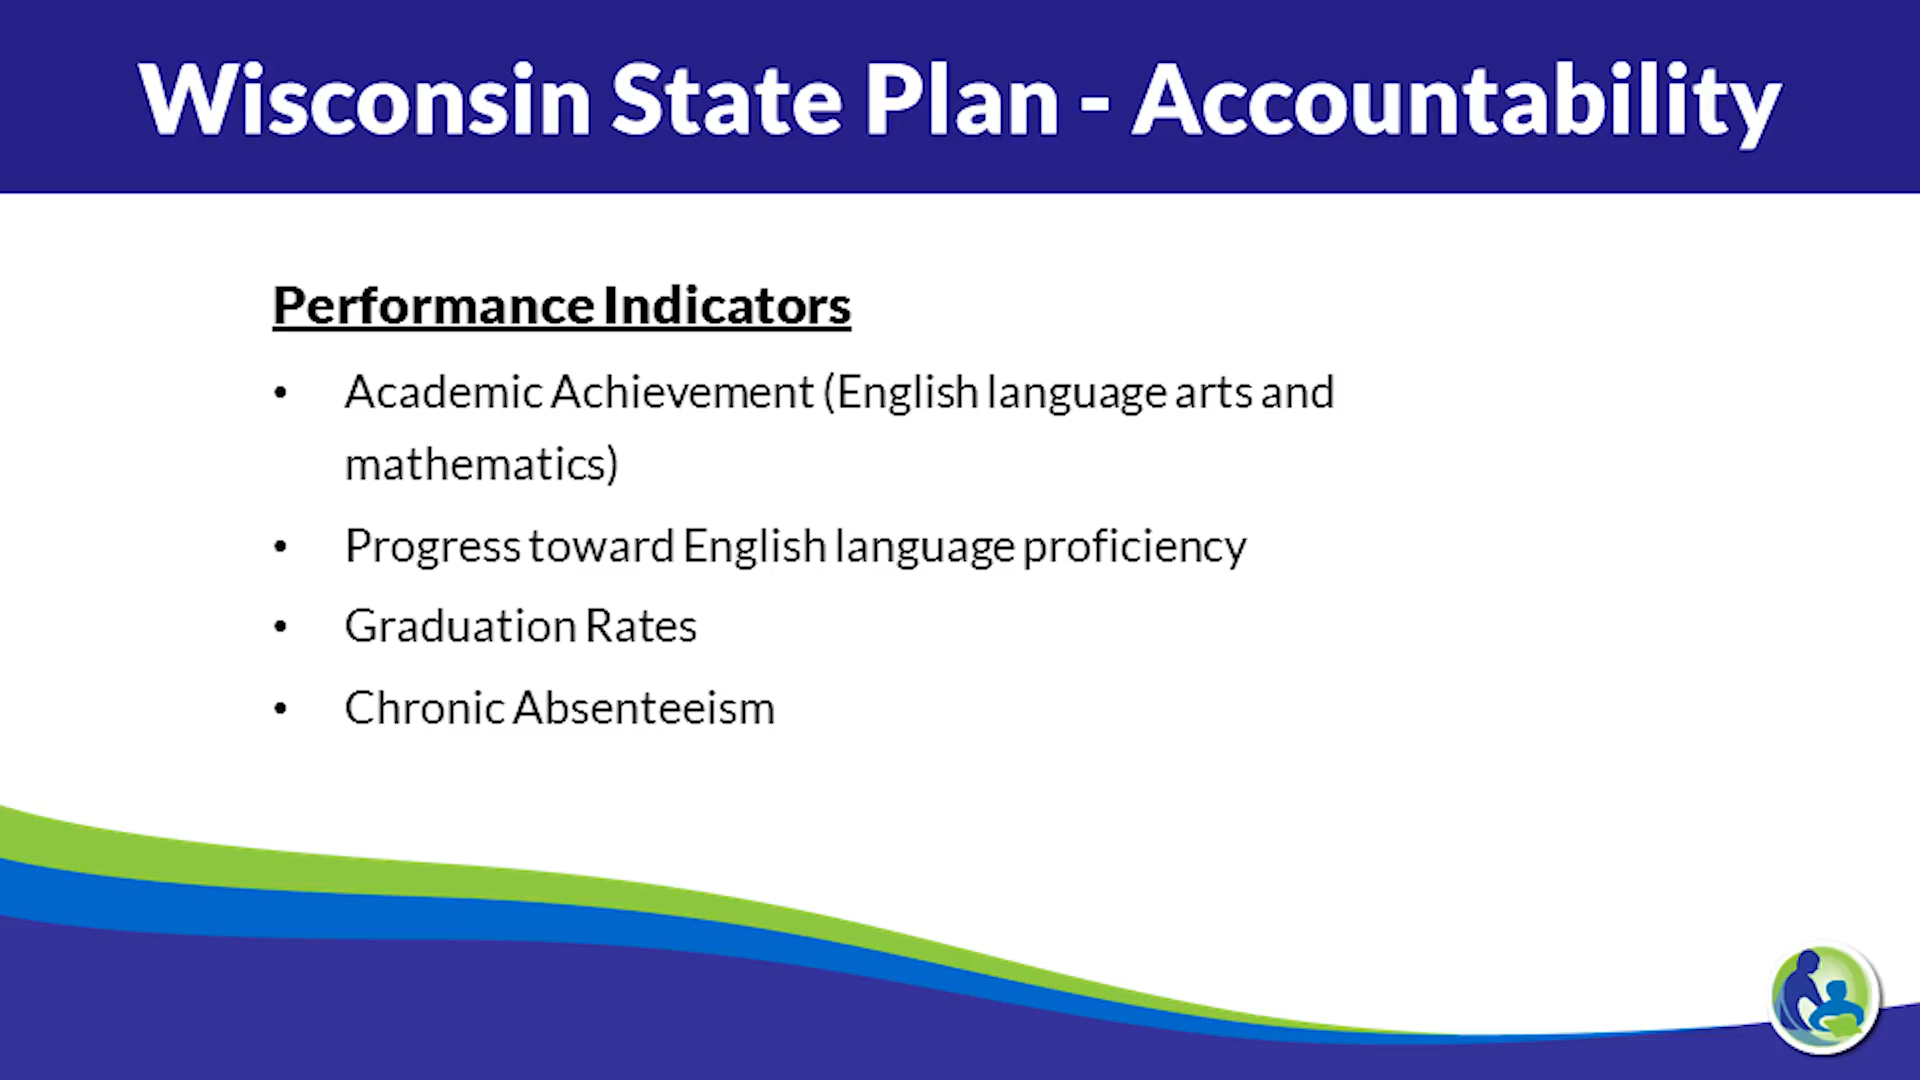 Wisconsin State Plan - Accountability
Performance Indicators
• Academic Achievement (English language arts and
mathematics)
• Progress toward English language proficiency
• Graduation Rates
• Chronic Absenteeism